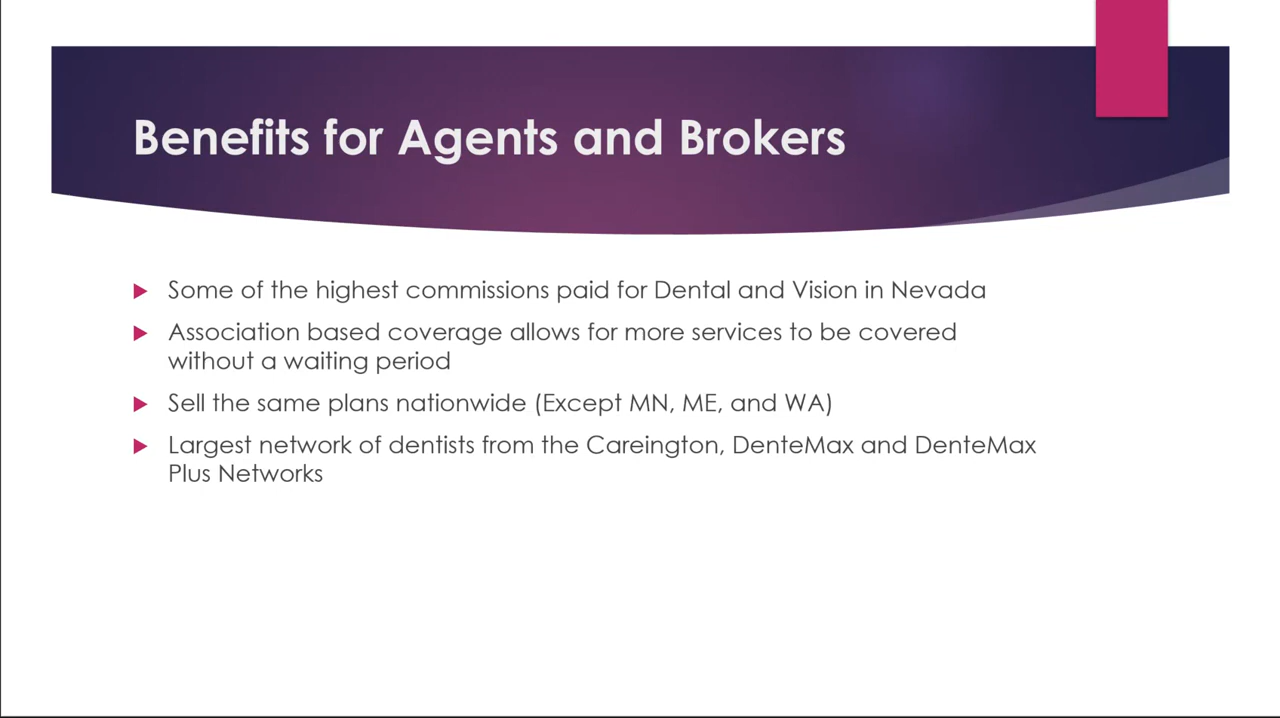 Benefits for Agents and Brokers
Some of the highest commissions paid for Dental and Vision in Nevada
Association based coverage allows for more services to be covered
without a waiting period
Sell the same plans nationwide (Except MN, ME, and WA)
Largest network of dentists from the Careington, DenteMax and DenteMax
Plus Networks